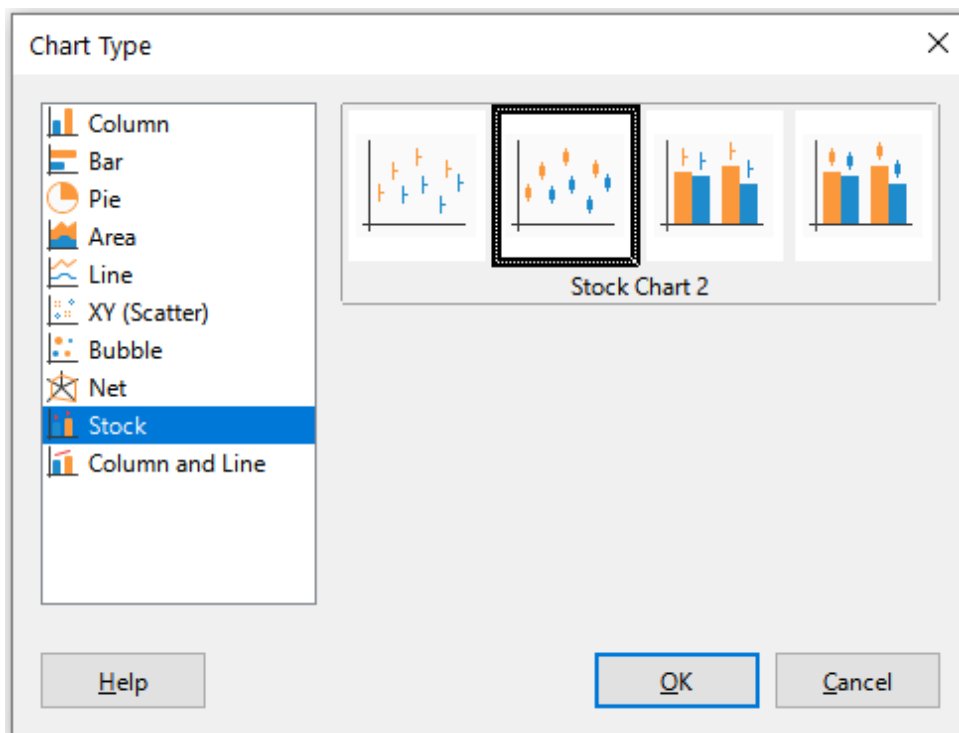 Chart Type
Column
Bar
Pie
Area
Line
XY (Scatter)
Bubble
Net
Stock
Column and Line
Stock Chart 2
Help
OK
Cancel